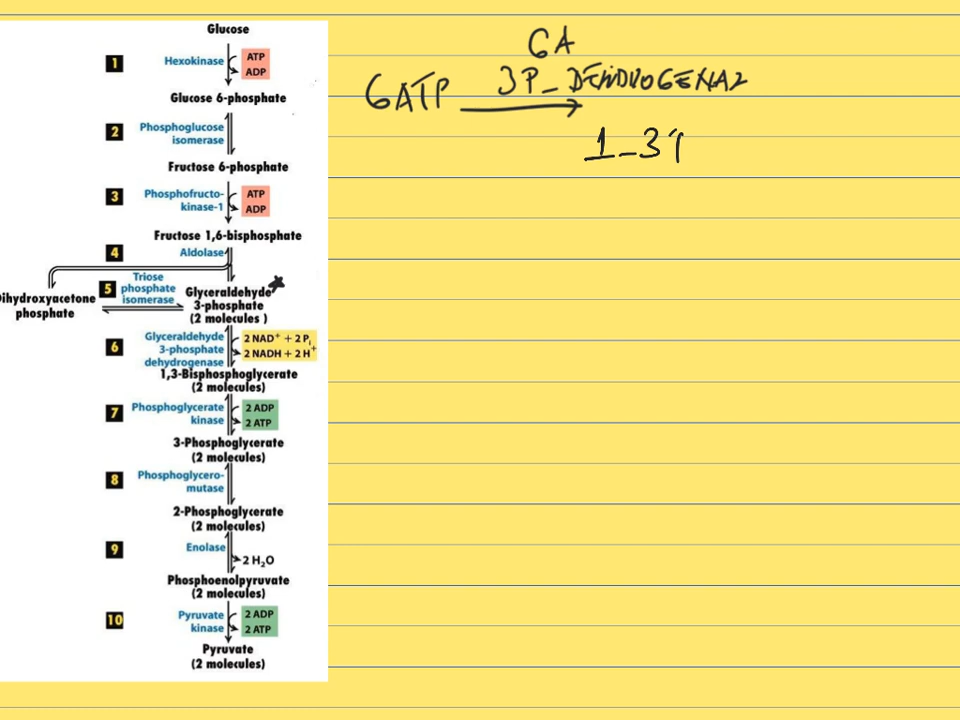 Glucose
1 Hexokinase ATP
ADP
Glucose 6-phosphate
2 Phosphoglucose
isomerase
Fructose 6-phosphate
3 Phosphofructo-
kinase-1 ATP
ADP
Fructose 1,6-bisphosphate
4 Aldolase
Dihydroxyacetone
phosphate
5 Triose
phosphate
isomerase
Glyceraldehyde
3-phosphate
(2 molecules )
6 Glyceraldehyde
3-phosphate
dehydrogenase
2 NAD+ + 2 Pi
2 NADH + 2 H+
1,3-Bisphosphoglycerate
(2 molecules)
7 Phosphoglycerate
kinase
2 ADP
2 ATP
3-Phosphoglycerate
(2 molecules)
8 Phosphoglycero-
mutase
2-Phosphoglycerate
(2 molecules)
9 Enolase
2 H2O
Phosphoenolpyruvate
(2 molecules)
10 Pyruvate
kinase
2 ADP
2 ATP
Pyruvate
(2 molecules)
GA
GATP 3P_
1_3